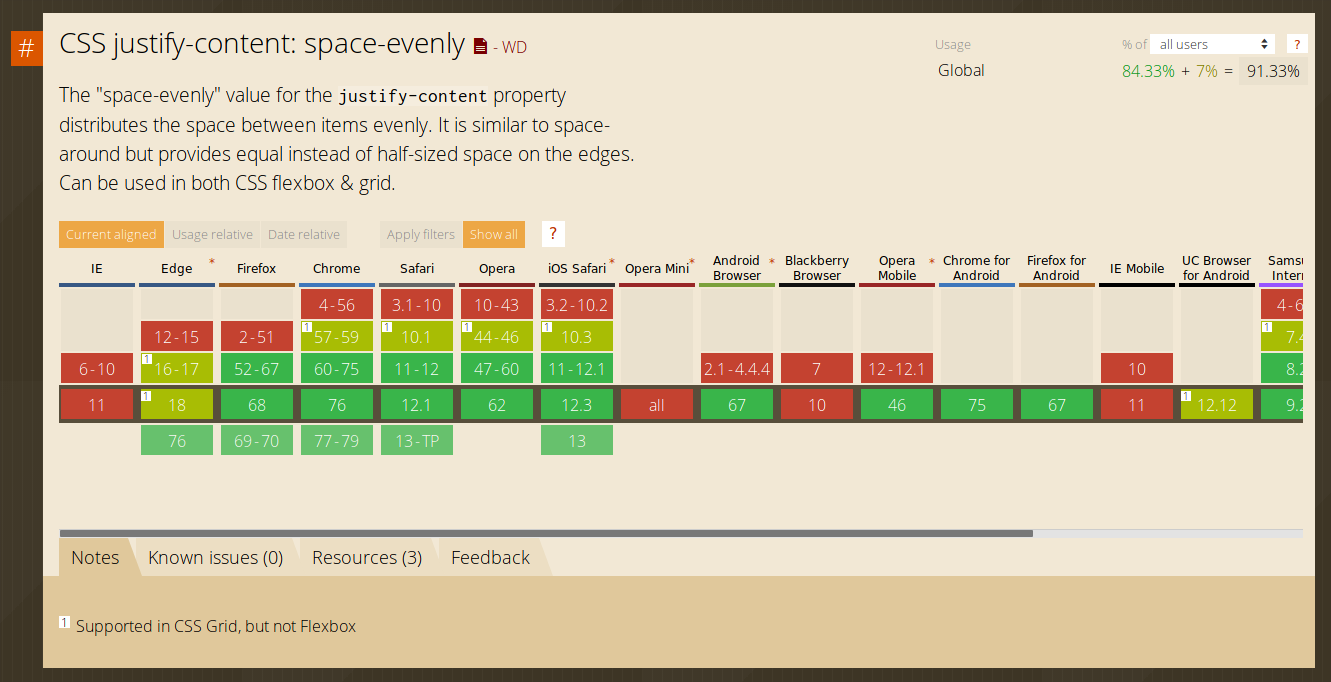 #
CSS justify-content: space-evenly - WD
Usage % of all users ?
Global 84.33% + 7% = 91.33%
The "space-evenly" value for the justify-content property
distributes the space between items evenly. It is similar to space-
around but provides equal instead of half-sized space on the edges.
Can be used in both CSS flexbox & grid.
Current aligned Usage relative Date relative Apply filters Show all ?
IE Edge * Firefox Chrome Safari Opera iOS Safari * Opera Mini * Android Browser * Blackberry Browser Opera Mobile * Chrome for Android Firefox for Android IE Mobile UC Browser for Android Samsu Intern
4-56 3.1-10 10-43 3.2-10.2 4-6
12-15 2-51 1 57-59 1 10.1 1 44-46 1 10.3 1 7.4
6-10 1 16-17 52-67 60-75 11-12 47-60 11-12.1 2.1-4.4.4 7 12-12.1 10 8.2
11 1 18 68 76 12.1 62 12.3 all 67 10 46 75 67 11 1 12.12 9.2
76 69-70 77-79 13-TP 13
Notes Known issues (0) Resources (3) Feedback
1 Supported in CSS Grid, but not Flexbox